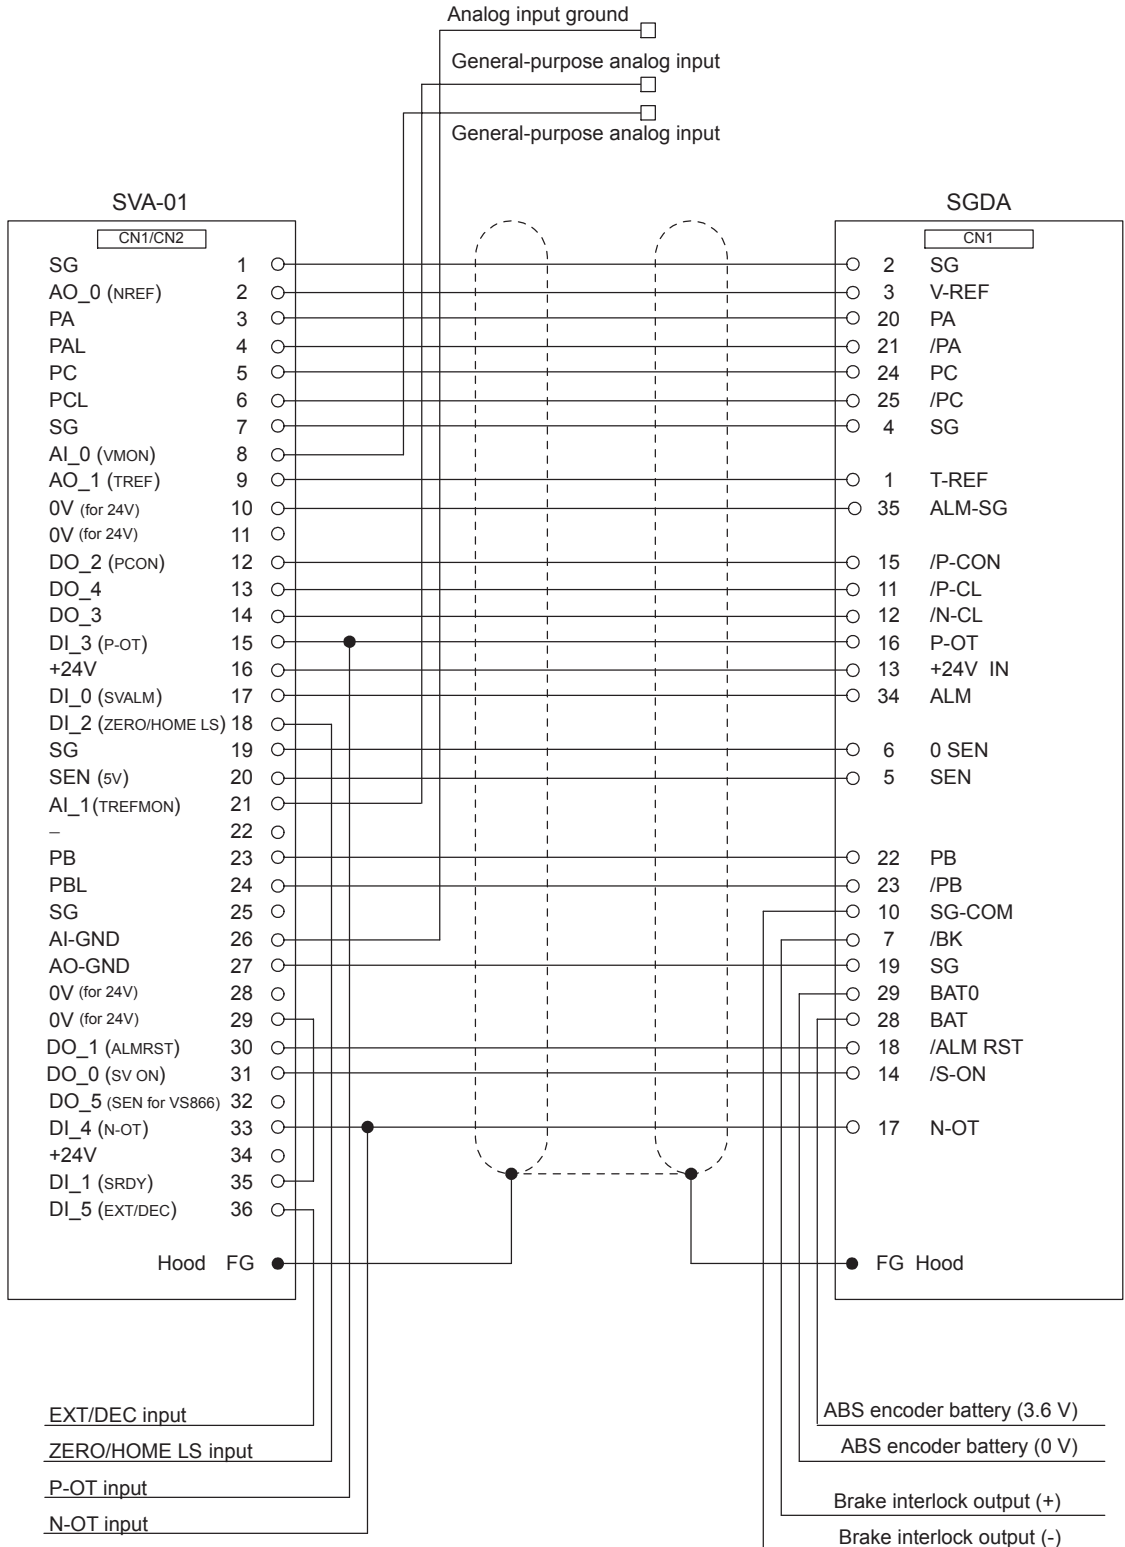 Analog input ground
General-purpose analog input
General-purpose analog input
SVA-01 SGDA
CN1/CN2 CN1
SG 1 2 SG
AO_0 (NREF) 2 3 V-REF
PA 3 20 PA
PAL 4 21 /PA
PC 5 24 PC
PCL 6 25 /PC
SG 7 4 SG
AI_0 (VMON) 8
AO_1 (TREF) 9 1 T-REF
0V (for 24V) 10 35 ALM-SG
0V (for 24V) 11
DO_2 (PCON) 12 15 /P-CON
DO_4 13 11 /P-CL
DO_3 14 12 /N-CL
DI_3 (P-OT) 15 16 P-OT
+24V 16 13 +24V IN
DI_0 (SVALM) 17 34 ALM
DI_2 (ZERO/HOME LS) 18
SG 19 6 0 SEN
SEN (5V) 20 5 SEN
AI_1(TREFMON) 21
– 22
PB 23 22 PB
PBL 24 23 /PB
SG 25 10 SG-COM
AI-GND 26 7 /BK
AO-GND 27 19 SG
0V (for 24V) 28 29 BAT0
0V (for 24V) 29 28 BAT
DO_1 (ALMRST) 30 18 /ALM RST
DO_0 (SV ON) 31 14 /S-ON
DO_5 (SEN for VS866) 32
DI_4 (N-OT) 33 17 N-OT
+24V 34
DI_1 (SRDY) 35
DI_5 (EXT/DEC) 36
Hood FG FG Hood
EXT/DEC input
ZERO/HOME LS input
P-OT input
N-OT input
ABS encoder battery (3.6 V)
ABS encoder battery (0 V)
Brake interlock output (+)
Brake interlock output (-)